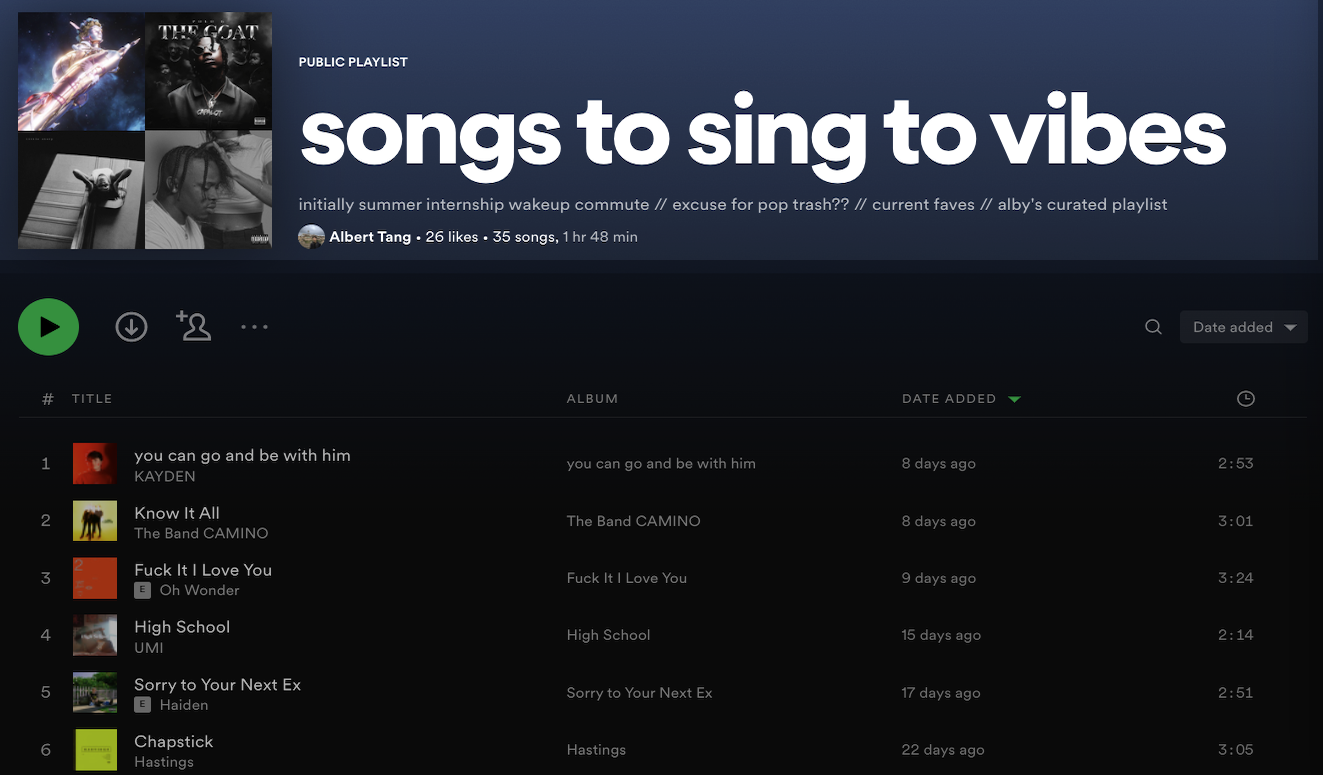 THE GOAT
PUBLIC PLAYLIST
songs to sing to vibes
initially summer internship wakeup commute // excuse for pop trash?? // current faves // alby's curated playlist
Albert Tang • 26 likes • 35 songs, 1 hr 48 min
Date added
# TITLE ALBUM DATE ADDED
1 you can go and be with him you can go and be with him 8 days ago 2:53
KAYDEN
2 Know It All The Band CAMINO 8 days ago 3:01
The Band CAMINO
3 Fuck It I Love You Fuck It I Love You 9 days ago 3:24
E Oh Wonder
4 High School High School 15 days ago 2:14
UMI
5 Sorry to Your Next Ex Sorry to Your Next Ex 17 days ago 2:51
E Haiden
6 Chapstick Hastings 22 days ago 3:05
Hastings